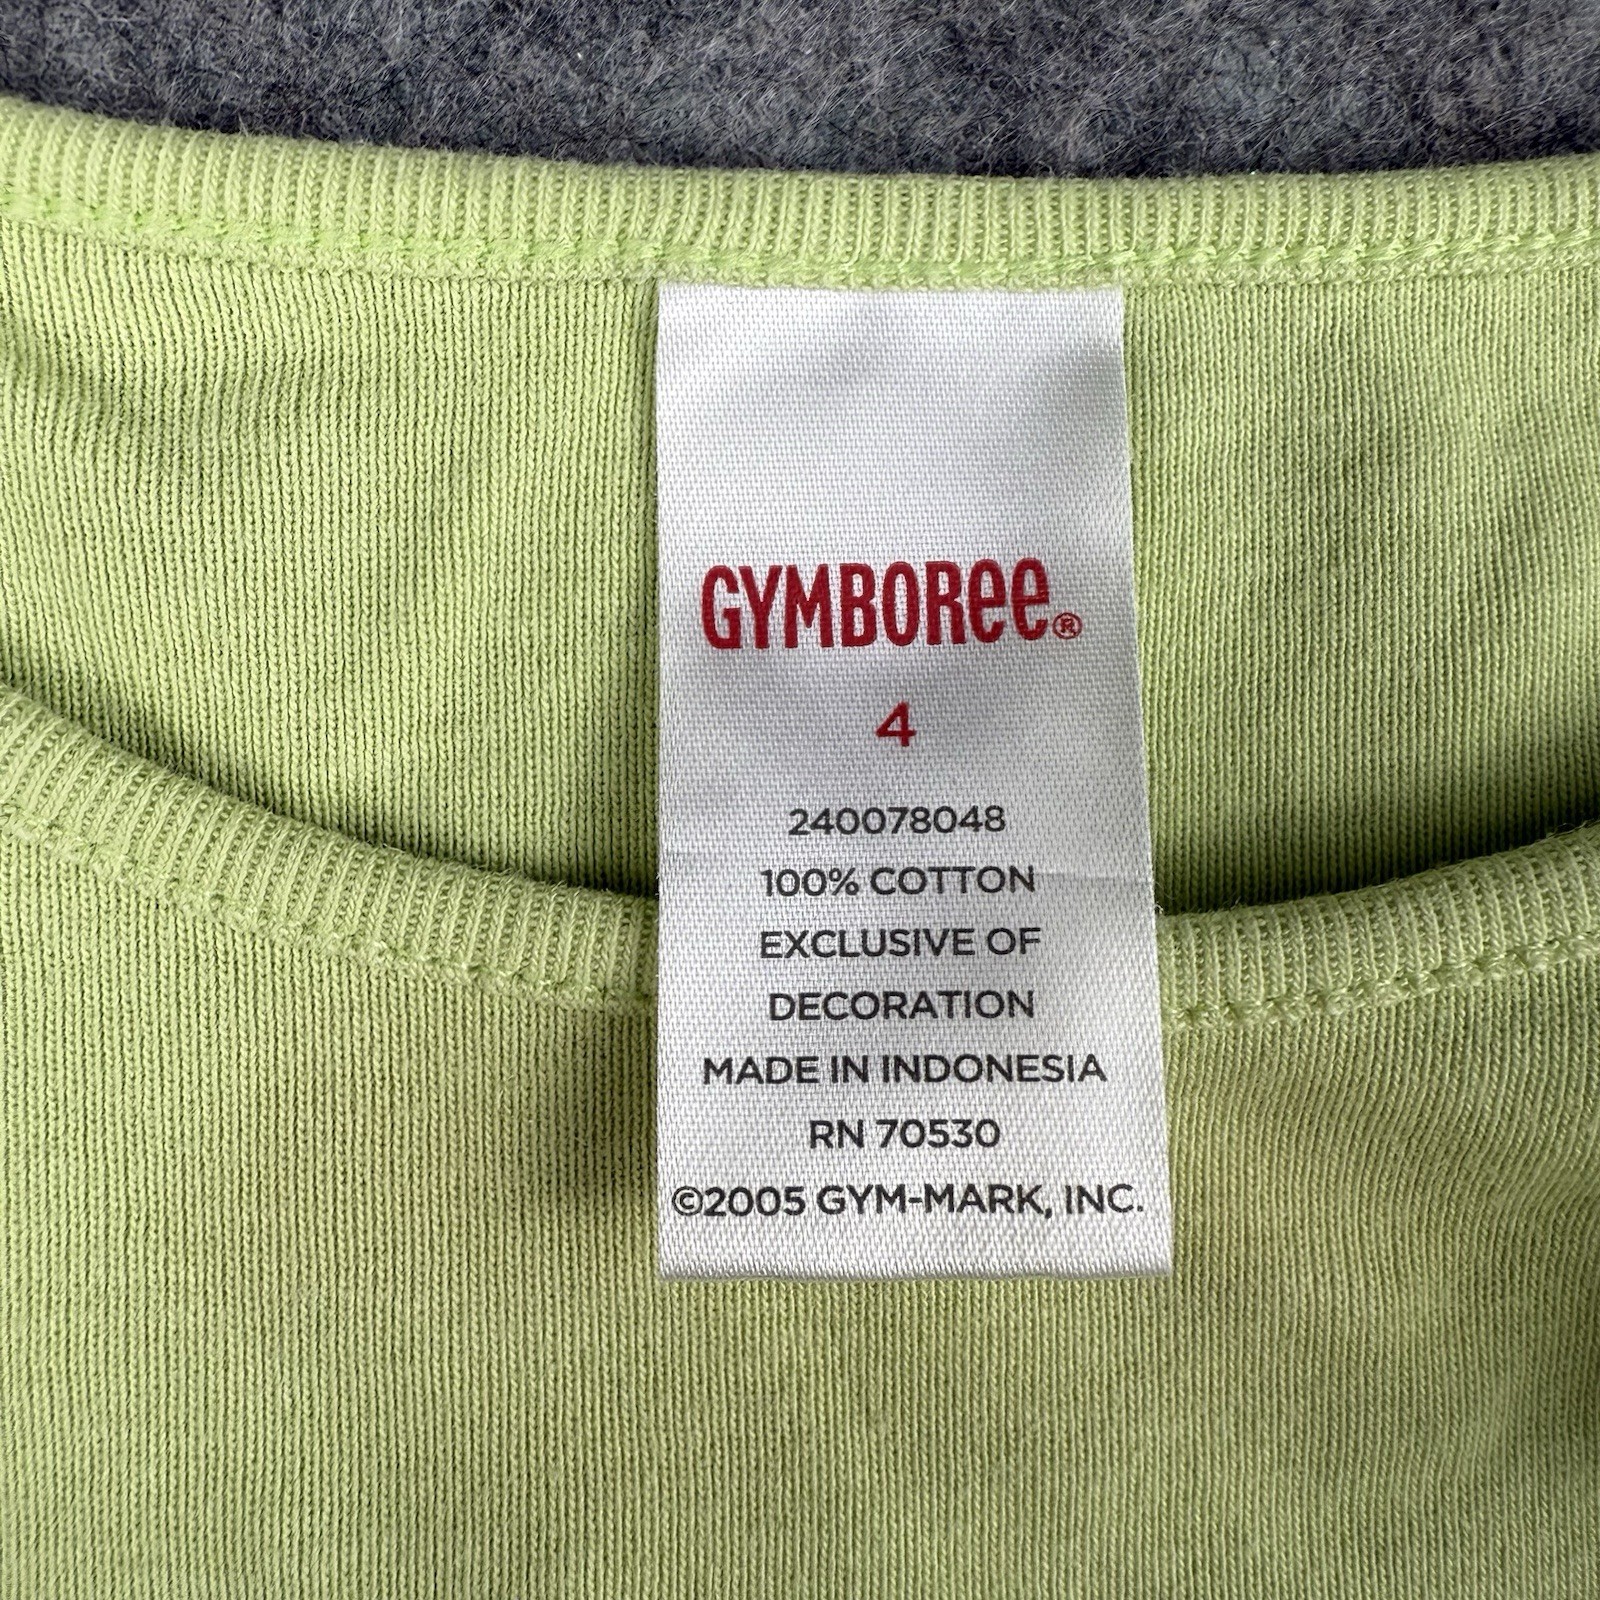 GYMBORee®
4
240078048
100% COTTON
EXCLUSIVE OF
DECORATION
MADE IN INDONESIA
RN 70530
©2005 GYM-MARK, INC.